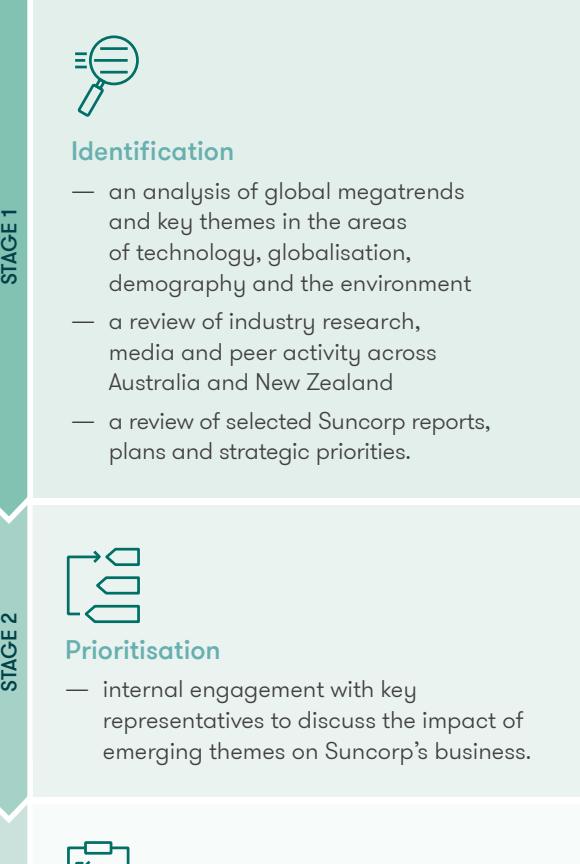 STAGE 1
Identification
— an analysis of global megatrends
and key themes in the areas
of technology, globalisation,
demography and the environment
— a review of industry research,
media and peer activity across
Australia and New Zealand
— a review of selected Suncorp reports,
plans and strategic priorities.
STAGE 2
Prioritisation
— internal engagement with key
representatives to discuss the impact of
emerging themes on Suncorp’s business.